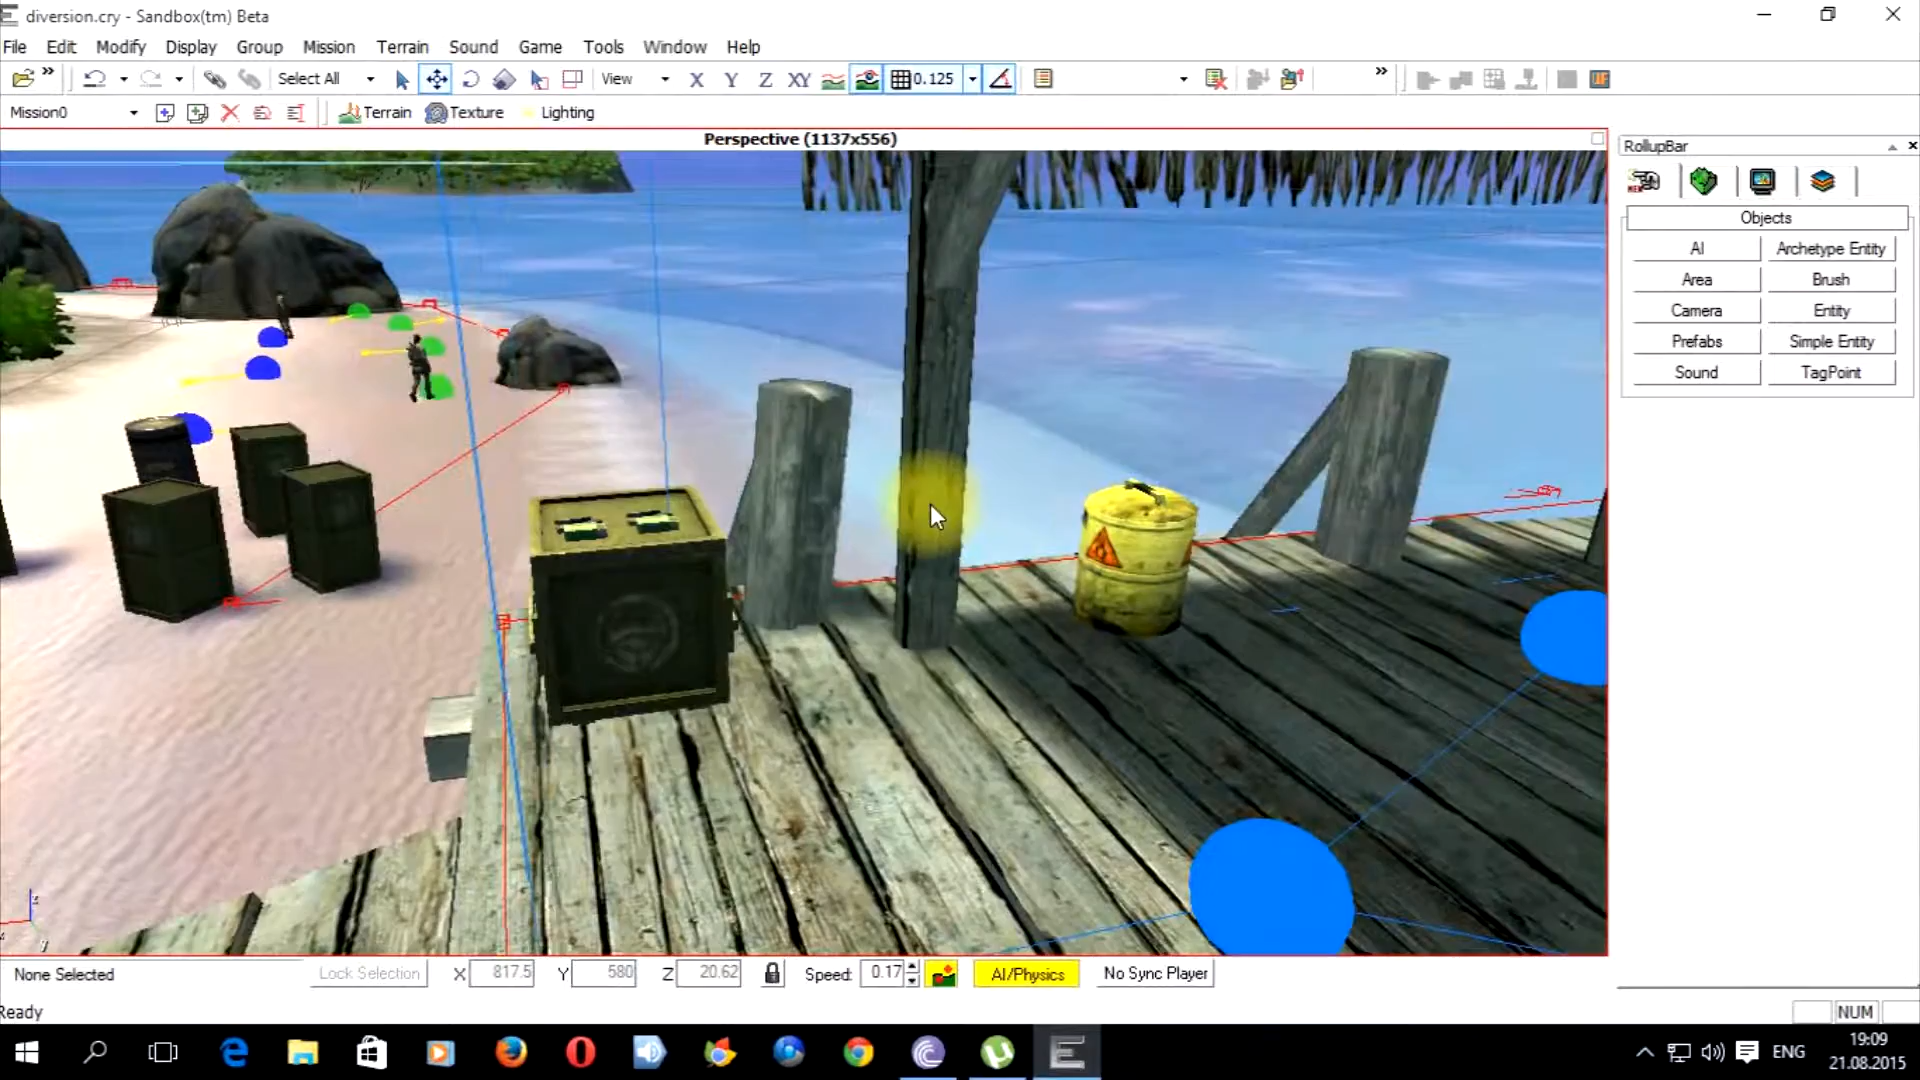 diversion.cry - Sandbox(tm) Beta
File Edit Modify Display Group Mission Terrain Sound Game Tools Window Help
Select All View X Y Z XY 0.125
Mission0 Terrain Texture Lighting
Perspective (1137x556)
RollupBar
NEW
Objects
AI Archetype Entity
Area Brush
Camera Entity
Prefabs Simple Entity
Sound TagPoint
None Selected Lock Selection X 817.5 Y 580 Z 20.62 Speed: 0.17 AI/Physics No Sync Player
Ready
NUM
ENG
19:09
21.08.2015